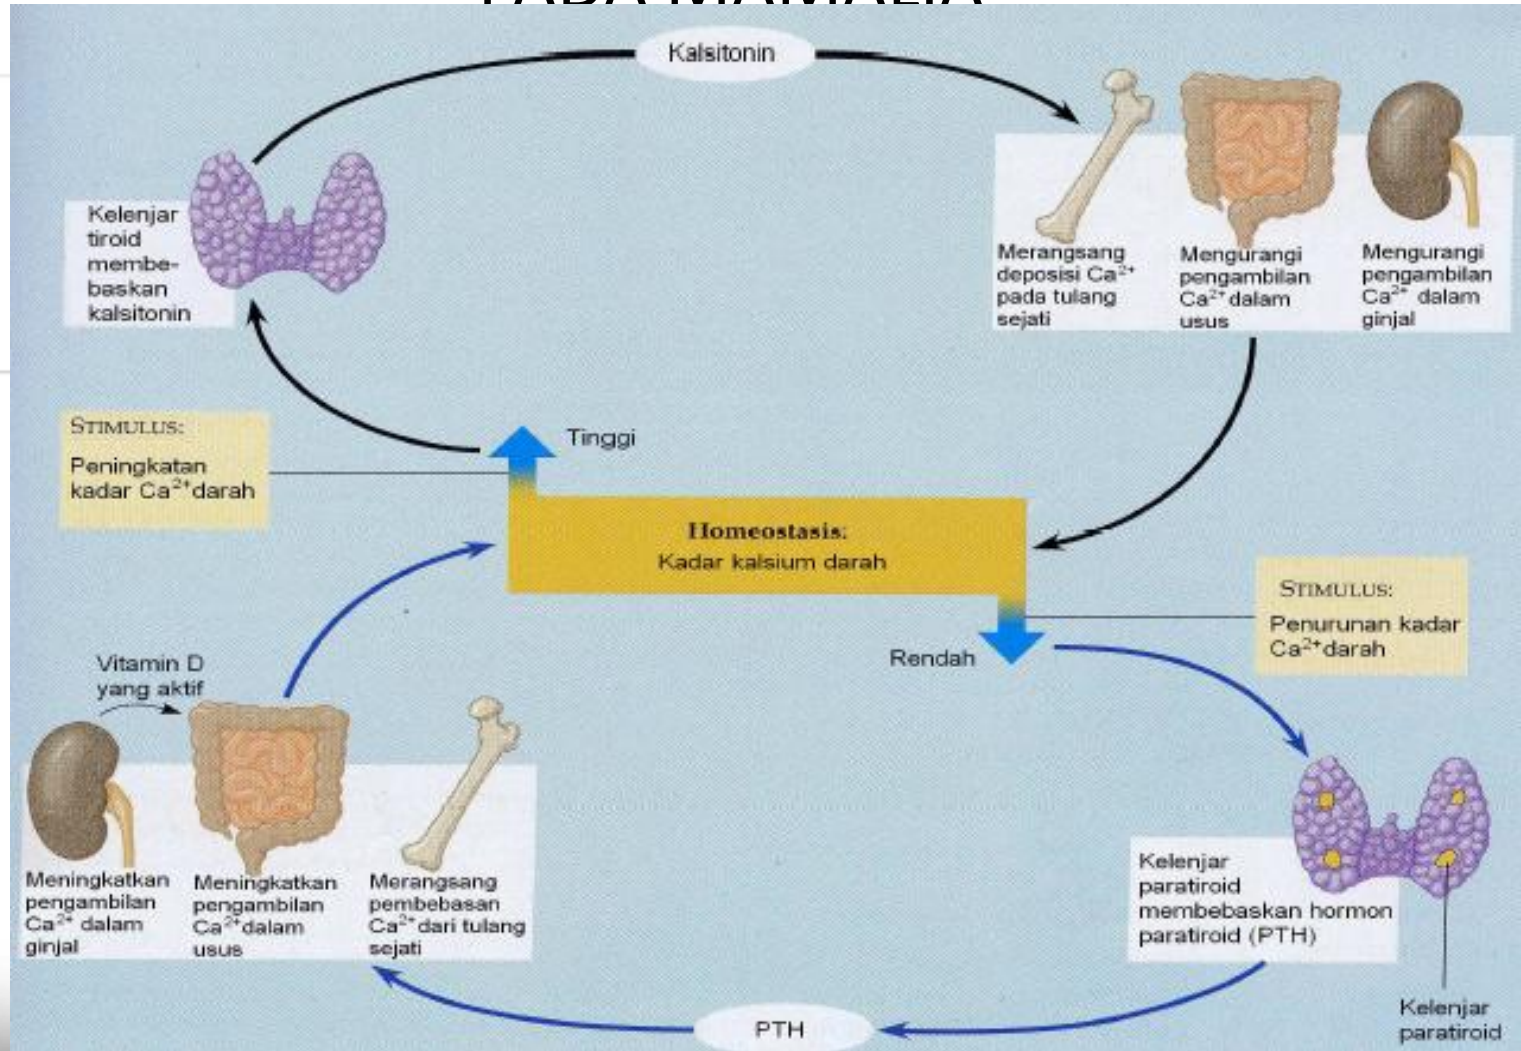 PADA MAMALIA
Kalsitonin
Kelenjar
tiroid
membe-
baskan
kalsitonin
Merangsang
deposisi Ca²⁺
pada tulang
sejati
Mengurangi
pengambilan
Ca²⁺ dalam
usus
Mengurangi
pengambilan
Ca²⁺ dalam
ginjal
STIMULUS:
Peningkatan
kadar Ca²⁺ darah
Tinggi
Homeostasis:
Kadar kalsium darah
Rendah
STIMULUS:
Penurunan kadar
Ca²⁺ darah
Vitamin D
yang aktif
Meningkatkan
pengambilan
Ca²⁺ dalam
ginjal
Meningkatkan
pengambilan
Ca²⁺ dalam
usus
Merangsang
pembebasan
Ca²⁺ dari tulang
sejati
Kelenjar
paratiroid
membebaskan hormon
paratiroid (PTH)
Kelenjar
paratiroid
PTH